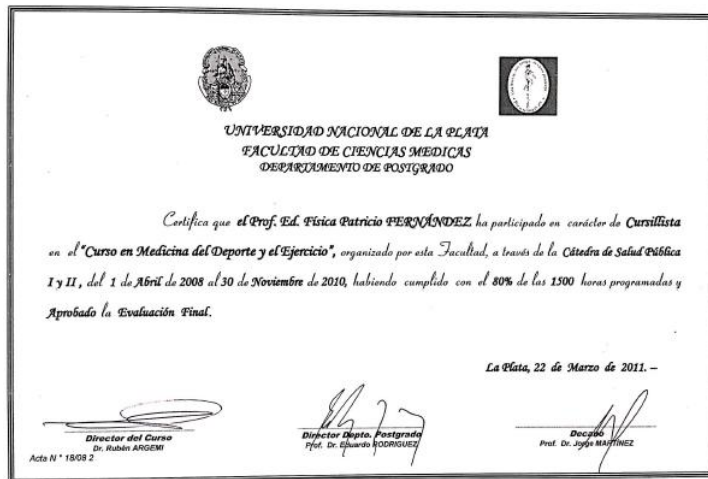 UNIVERSIDAD NACIONAL DE LA PLATA
FACULTAD DE CIENCIAS MEDICAS
DEPARTAMENTO DE POSTGRADO
Certifica que el Prof. Ed. Física Patricio FERNÁNDEZ ha participado en carácter de Cursillista
en el "Curso en Medicina del Deporte y el Ejercicio", organizado por esta Facultad, a través de la Cátedra de Salud Pública
I y II, del 1 de Abril de 2008 al 30 de Noviembre de 2010, habiendo cumplido con el 80% de las 1500 horas programadas y
Aprobado la Evaluación Final.
La Plata, 22 de Marzo de 2011. –
Director del Curso
Dr. Rubén ARGEMI
Acta N° 18/08 2
Director Depto. Postgrado
Prof. Dr. Eduardo RODRIGUEZ
Decano
Prof. Dr. Jorge MARTINEZ